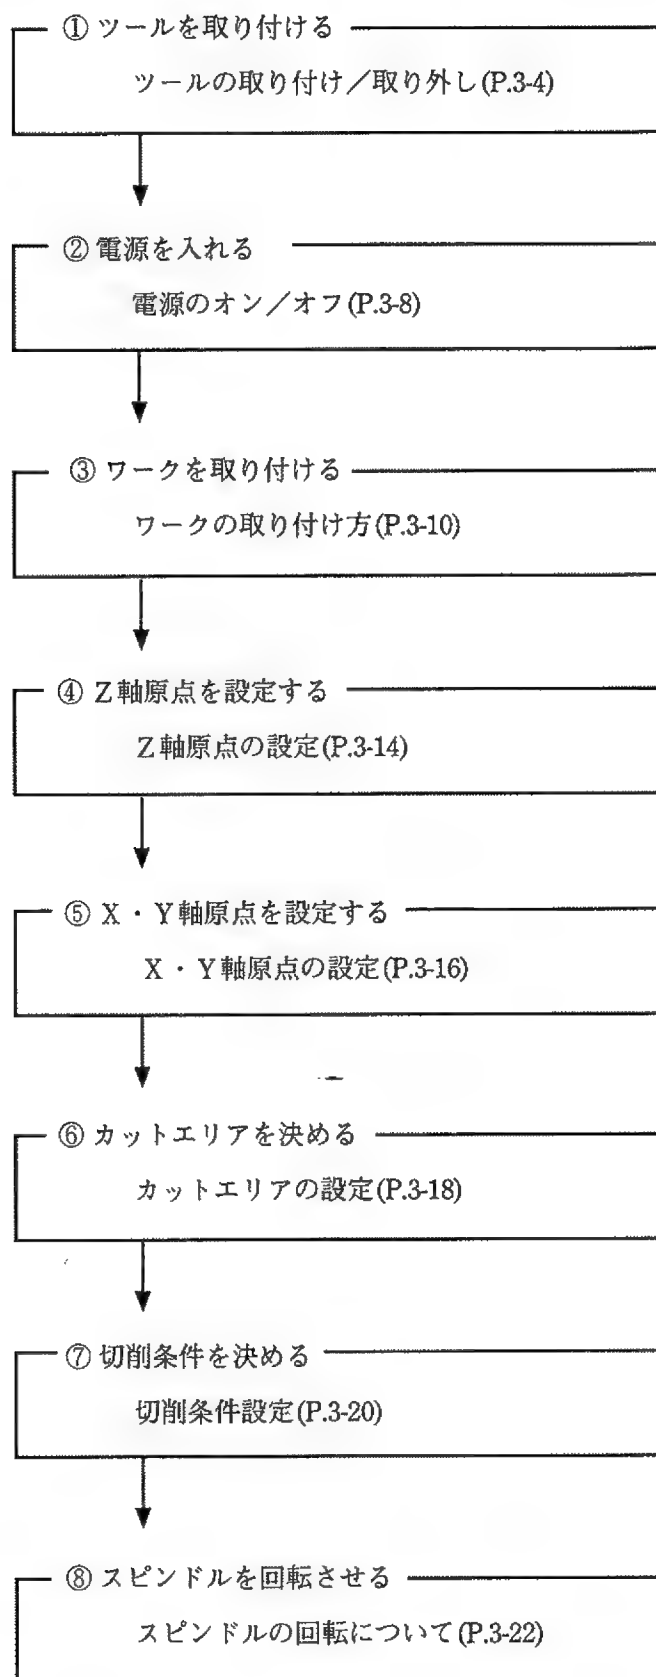 ① ツールを取り付ける
ツールの取り付け／取り外し(P.3-4)
② 電源を入れる
電源のオン／オフ(P.3-8)
③ ワークを取り付ける
ワークの取り付け方(P.3-10)
④ Ｚ軸原点を設定する
Ｚ軸原点の設定(P.3-14)
⑤ Ｘ・Ｙ軸原点を設定する
Ｘ・Ｙ軸原点の設定(P.3-16)
⑥ カットエリアを決める
カットエリアの設定(P.3-18)
⑦ 切削条件を決める
切削条件設定(P.3-20)
⑧ スピンドルを回転させる
スピンドルの回転について(P.3-22)